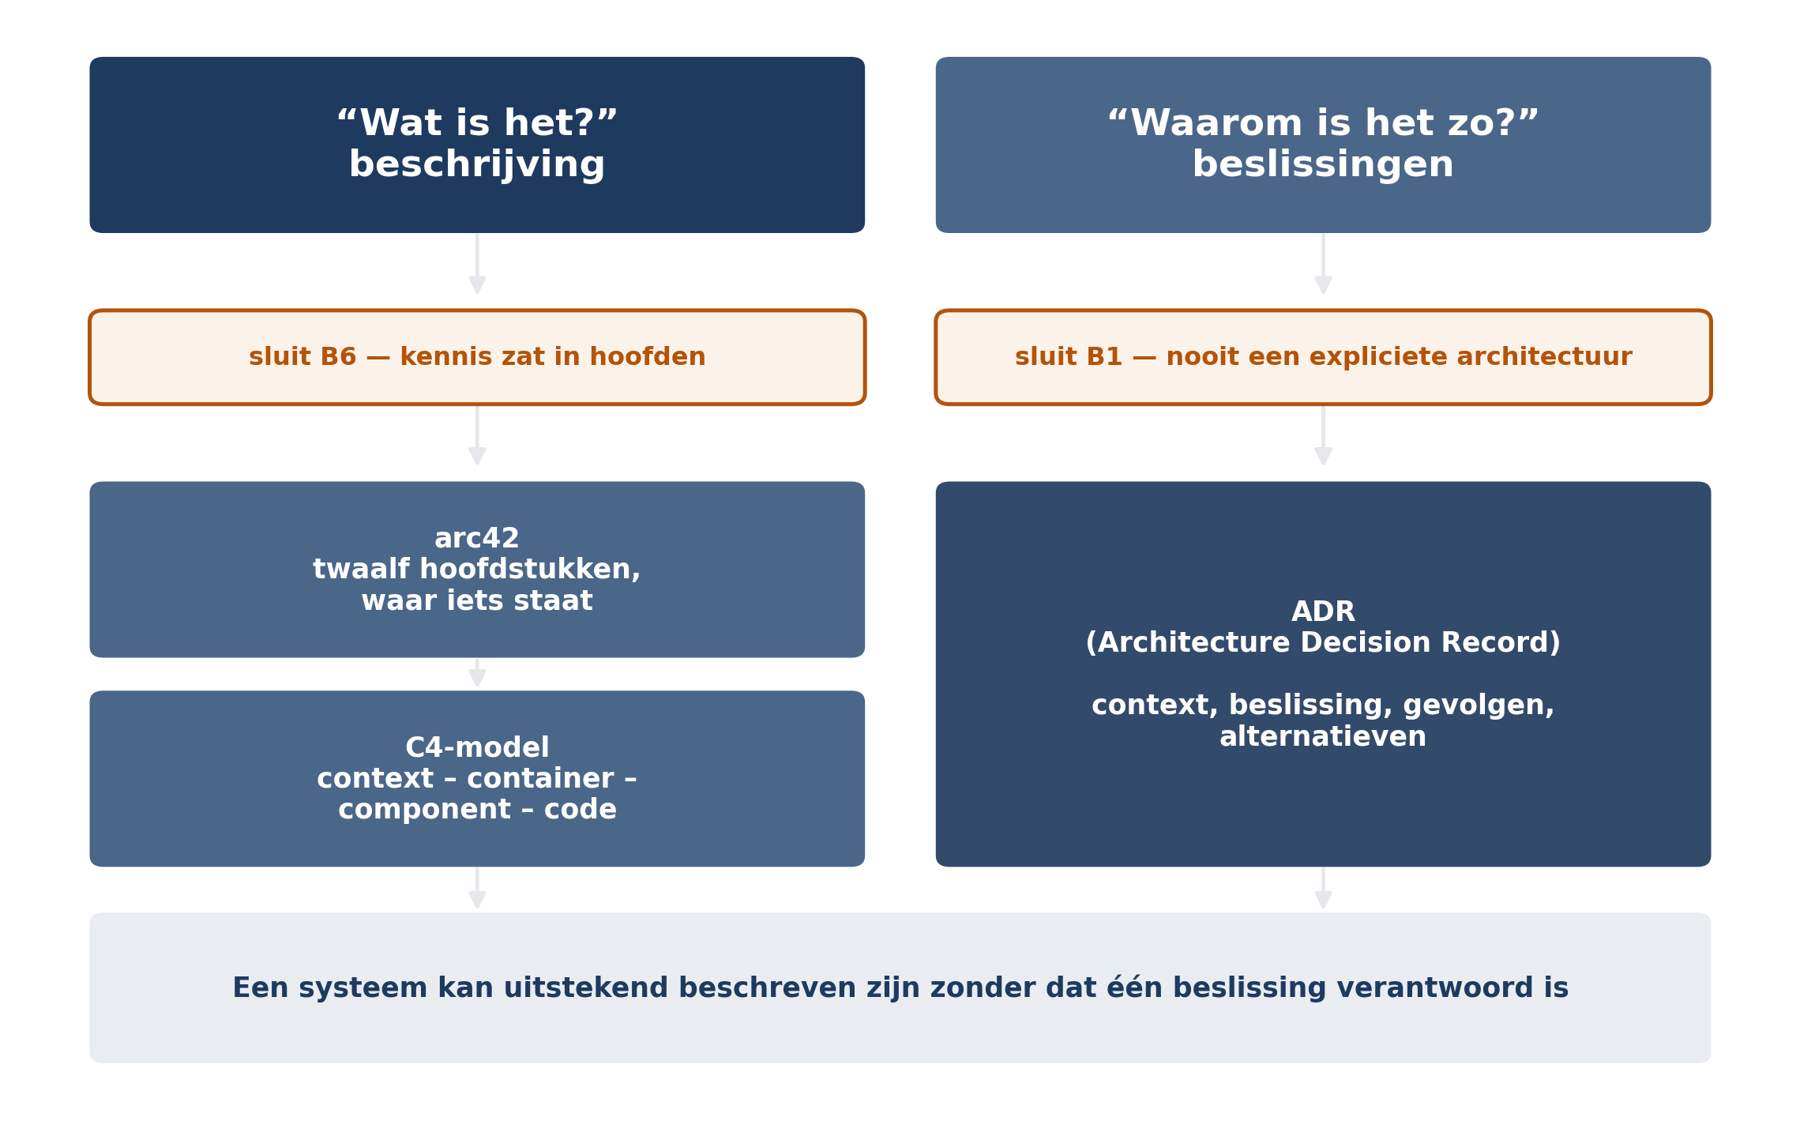 “Wat is het?”
beschrijving
“Waarom is het zo?”
beslissingen
sluit B6 — kennis zat in hoofden
sluit B1 — nooit een expliciete architectuur
arc42
twaalf hoofdstukken,
waar iets staat
C4-model
context – container –
component – code
ADR
(Architecture Decision Record)
context, beslissing, gevolgen,
alternatieven
Een systeem kan uitstekend beschreven zijn zonder dat één beslissing verantwoord is